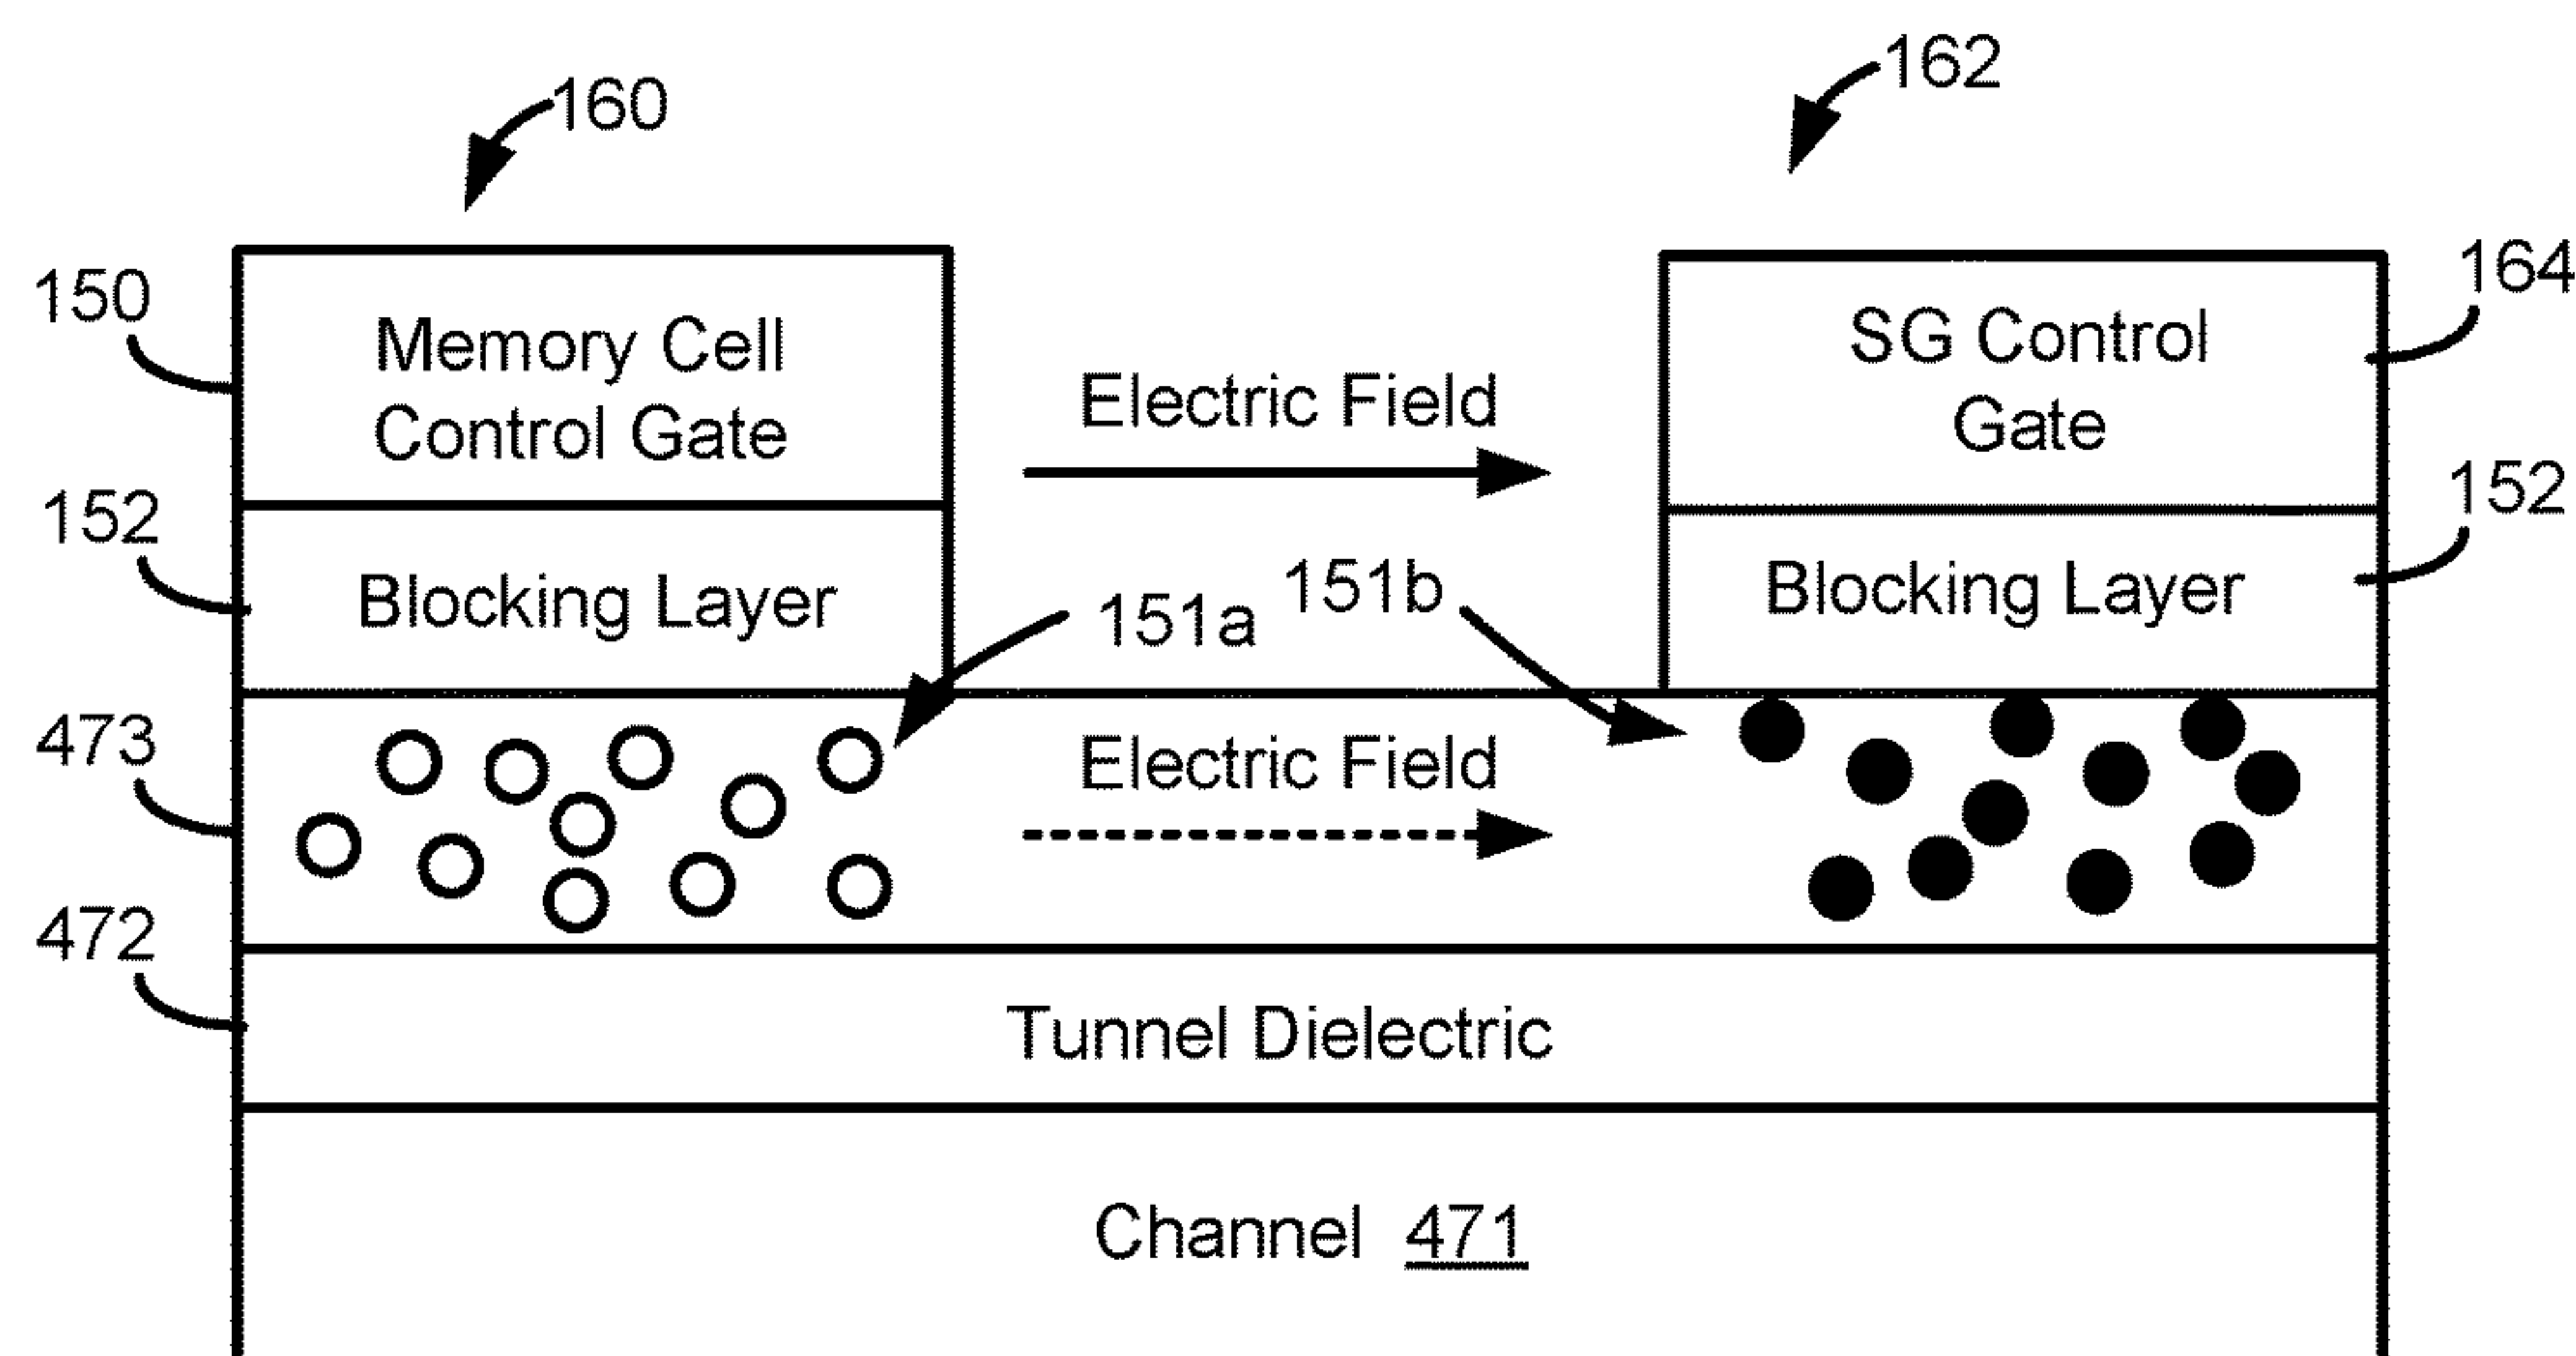 160
162
150
Memory Cell
Control Gate
Electric Field
SG Control
Gate
164
152
Blocking Layer
151a
151b
Blocking Layer
152
473
Electric Field
472
Tunnel Dielectric
Channel 471